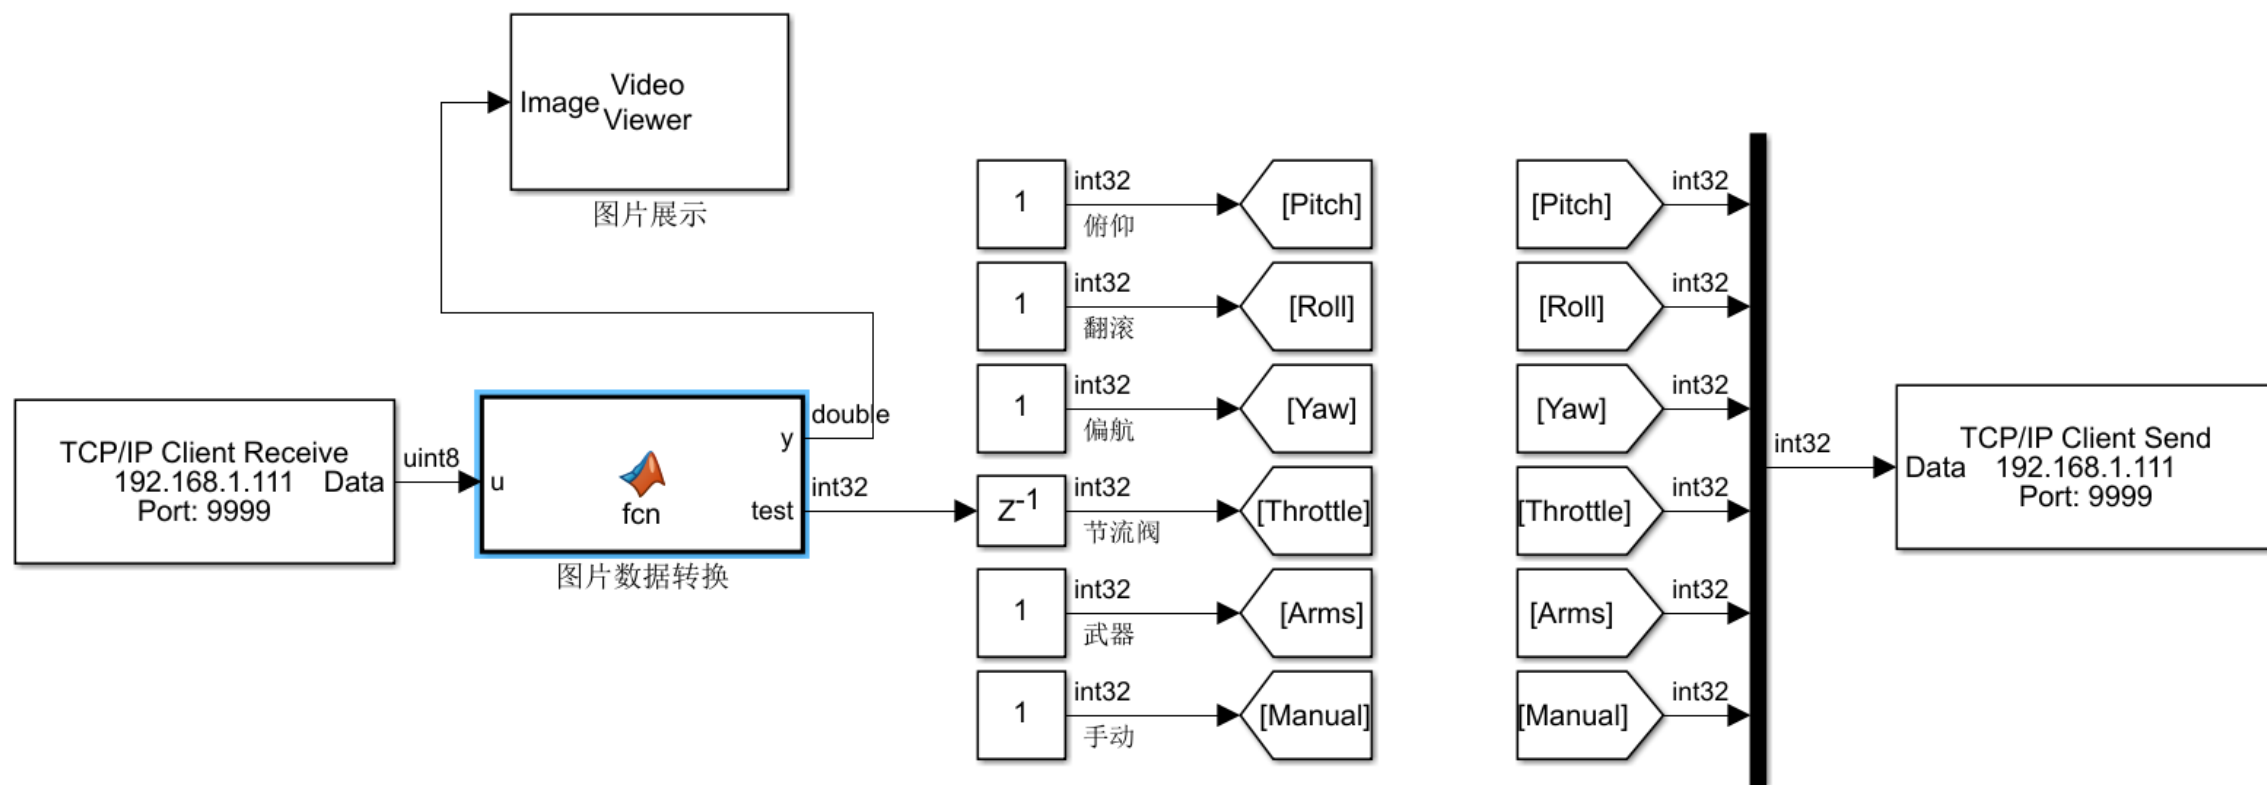 Image
Video
Viewer
图片展示
TCP/IP Client Receive
192.168.1.111
Port: 9999
Data
uint8
u
fcn
y
test
图片数据转换
double
int32
1
int32
俯仰
[Pitch]
1
int32
翻滚
[Roll]
1
int32
偏航
[Yaw]
Z-1
int32
节流阀
[Throttle]
1
int32
武器
[Arms]
1
int32
手动
[Manual]
[Pitch]
int32
[Roll]
int32
[Yaw]
int32
[Throttle]
int32
[Arms]
int32
[Manual]
int32
int32
Data
TCP/IP Client Send
192.168.1.111
Port: 9999